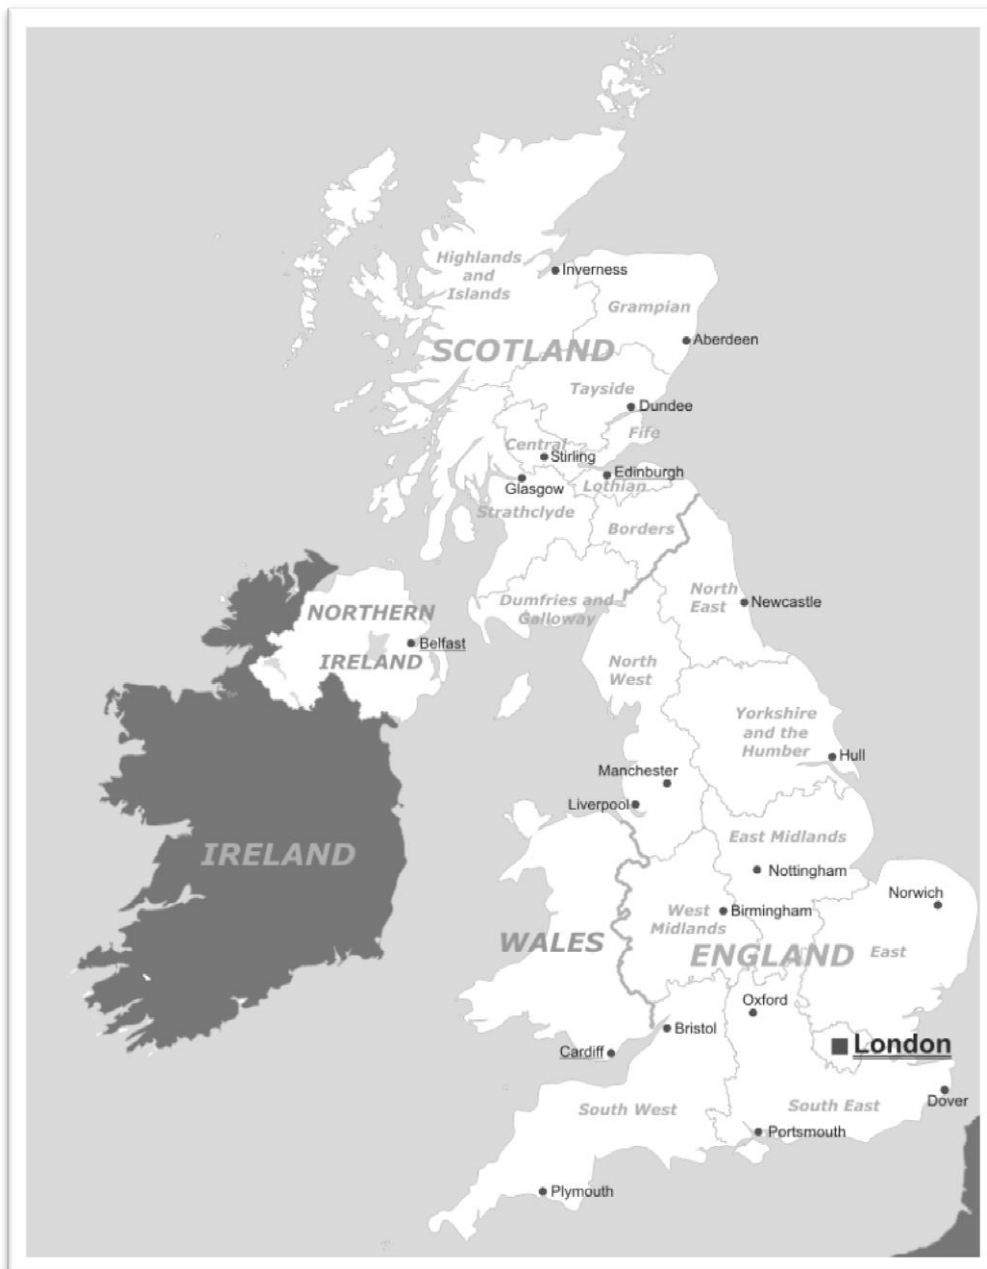 Highlands
and
Islands
Inverness
Grampian
SCOTLAND
Aberdeen
Tayside
Dundee
Fife
Central
Stirling
Edinburgh
Lothian
Glasgow
Strathclyde
Borders
Dumfries and
Galloway
North
East
Newcastle
NORTHERN
IRELAND
Belfast
North
West
Yorkshire
and the
Humber
Hull
Manchester
Liverpool
IRELAND
East Midlands
Nottingham
Norwich
West
Midlands
Birmingham
WALES
ENGLAND
East
Oxford
Bristol
Cardiff
London
Dover
South West
South East
Portsmouth
Plymouth